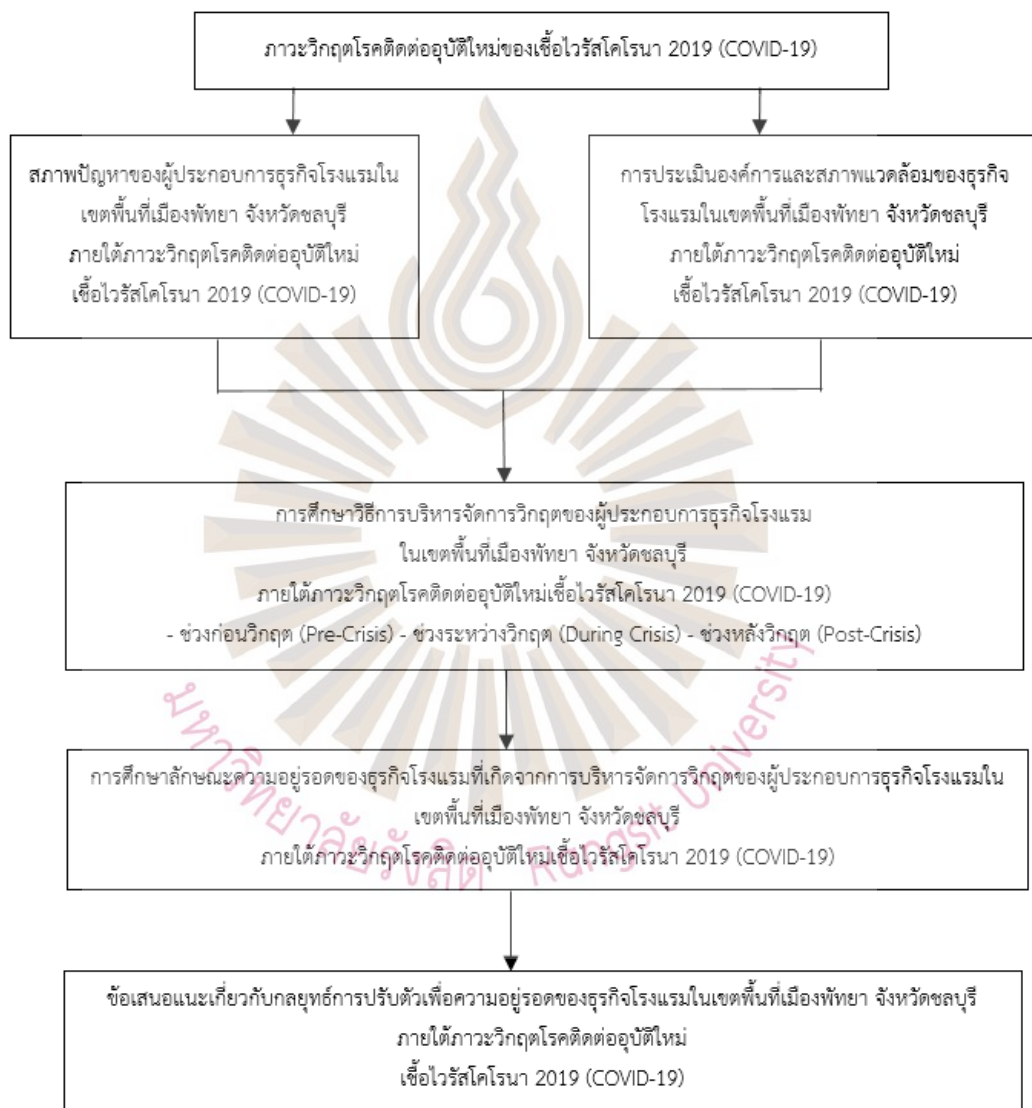 ภาวะวิกฤตโรคติดต่ออุบัติใหม่ของเชื้อไวรัสโคโรนา 2019 (COVID-19)
สภาพปัญหาของผู้ประกอบการธุรกิจโรงแรมใน
เขตพื้นที่เมืองพัทยา จังหวัดชลบุรี
ภายใต้ภาวะวิกฤตโรคติดต่ออุบัติใหม่
เชื้อไวรัสโคโรนา 2019 (COVID-19)
การประเมินองค์การและสภาพแวดล้อมของธุรกิจ
โรงแรมในเขตพื้นที่เมืองพัทยา จังหวัดชลบุรี
ภายใต้ภาวะวิกฤตโรคติดต่ออุบัติใหม่
เชื้อไวรัสโคโรนา 2019 (COVID-19)
การศึกษาวิธีการบริหารจัดการวิกฤตของผู้ประกอบการธุรกิจโรงแรม
ในเขตพื้นที่เมืองพัทยา จังหวัดชลบุรี
ภายใต้ภาวะวิกฤตโรคติดต่ออุบัติใหม่เชื้อไวรัสโคโรนา 2019 (COVID-19)
- ช่วงก่อนวิกฤต (Pre-Crisis) - ช่วงระหว่างวิกฤต (During Crisis) - ช่วงหลังวิกฤต (Post-Crisis)
การศึกษาลักษณะความอยู่รอดของธุรกิจโรงแรมที่เกิดจากการบริหารจัดการวิกฤตของผู้ประกอบการธุรกิจโรงแรมใน
เขตพื้นที่เมืองพัทยา จังหวัดชลบุรี
ภายใต้ภาวะวิกฤตโรคติดต่ออุบัติใหม่เชื้อไวรัสโคโรนา 2019 (COVID-19)
มหาวิทยาลัยรังสิต Rangsit University
ข้อเสนอแนะเกี่ยวกับกลยุทธ์การปรับตัวเพื่อความอยู่รอดของธุรกิจโรงแรมในเขตพื้นที่เมืองพัทยา จังหวัดชลบุรี
ภายใต้ภาวะวิกฤตโรคติดต่ออุบัติใหม่
เชื้อไวรัสโคโรนา 2019 (COVID-19)